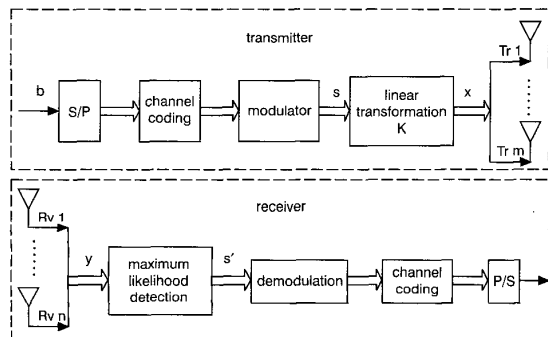 transmitter
Tr 1
b
S/P
channel
coding
modulator
s
linear
transformation
K
x
Tr m
receiver
Rv 1
y
maximum
likelihood
detection
s'
demodulation
channel
coding
P/S
Rv n